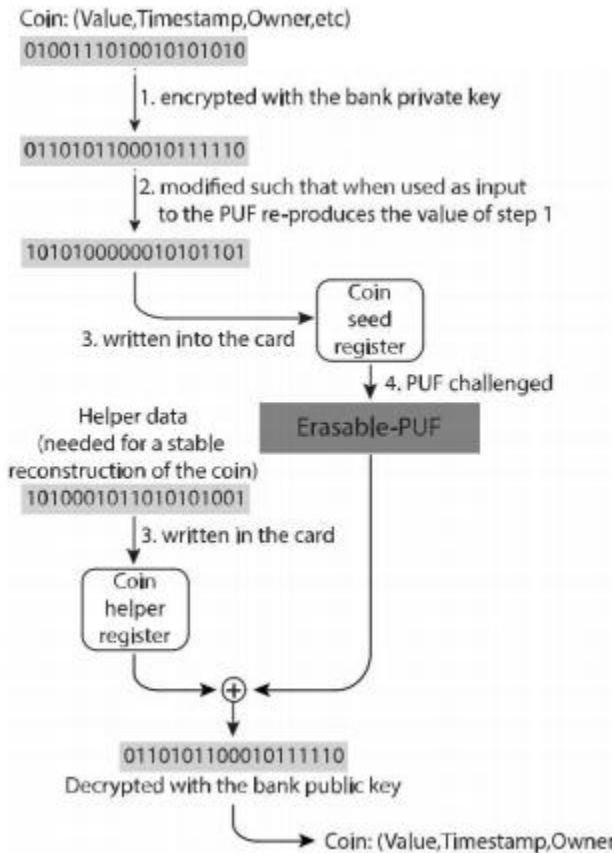 Coin: (Value,Timestamp,Owner,etc)
0100111010010101010
1. encrypted with the bank private key
0110101100010111110
2. modified such that when used as input
to the PUF re-produces the value of step 1
1010100000010101101
Coin
seed
register
3. written into the card
4. PUF challenged
Helper data
(needed for a stable
reconstruction of the coin)
1010001011010101001
Erasable-PUF
3. written in the card
Coin
helper
register
+
0110101100010111110
Decrypted with the bank public key
Coin: (Value,Timestamp,Owner